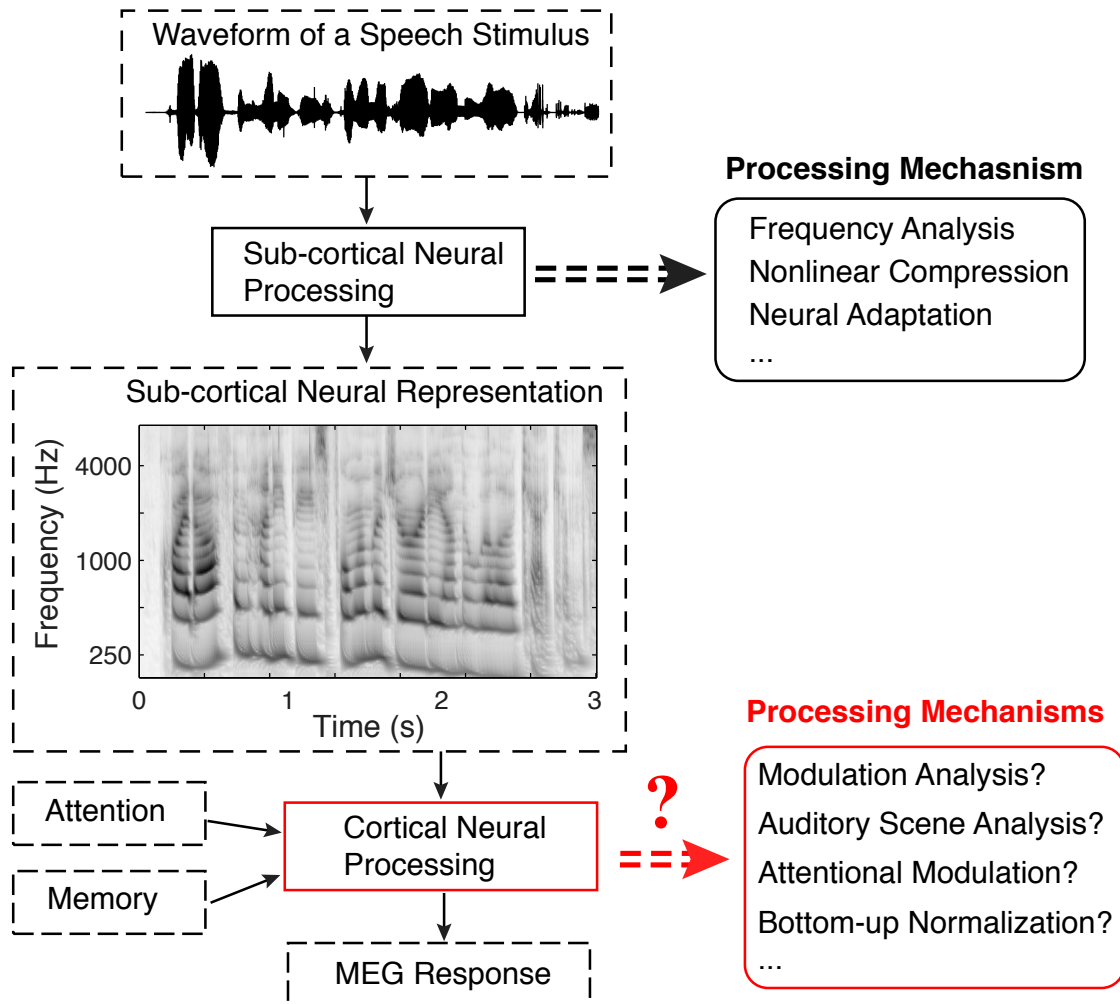 Waveform of a Speech Stimulus
Processing Mechasnism
Frequency Analysis
Nonlinear Compression
Neural Adaptation
...
Sub-cortical Neural
Processing
Sub-cortical Neural Representation
Frequency (Hz)
4000
1000
250
0 1 2 3
Time (s)
Processing Mechanisms
Modulation Analysis?
Auditory Scene Analysis?
Attentional Modulation?
Bottom-up Normalization?
...
?
Attention
Memory
Cortical Neural
Processing
MEG Response